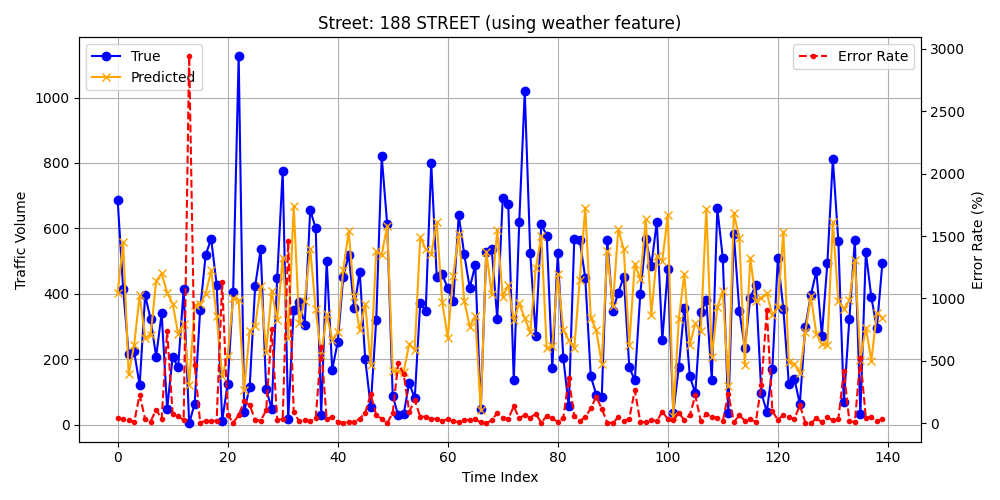 Street: 188 STREET (using weather feature)
True
Predicted
Error Rate
Traffic Volume
1000
800
600
400
200
0
3000
2500
2000
1500
1000
500
0
Error Rate (%)
0 20 40 60 80 100 120 140
Time Index